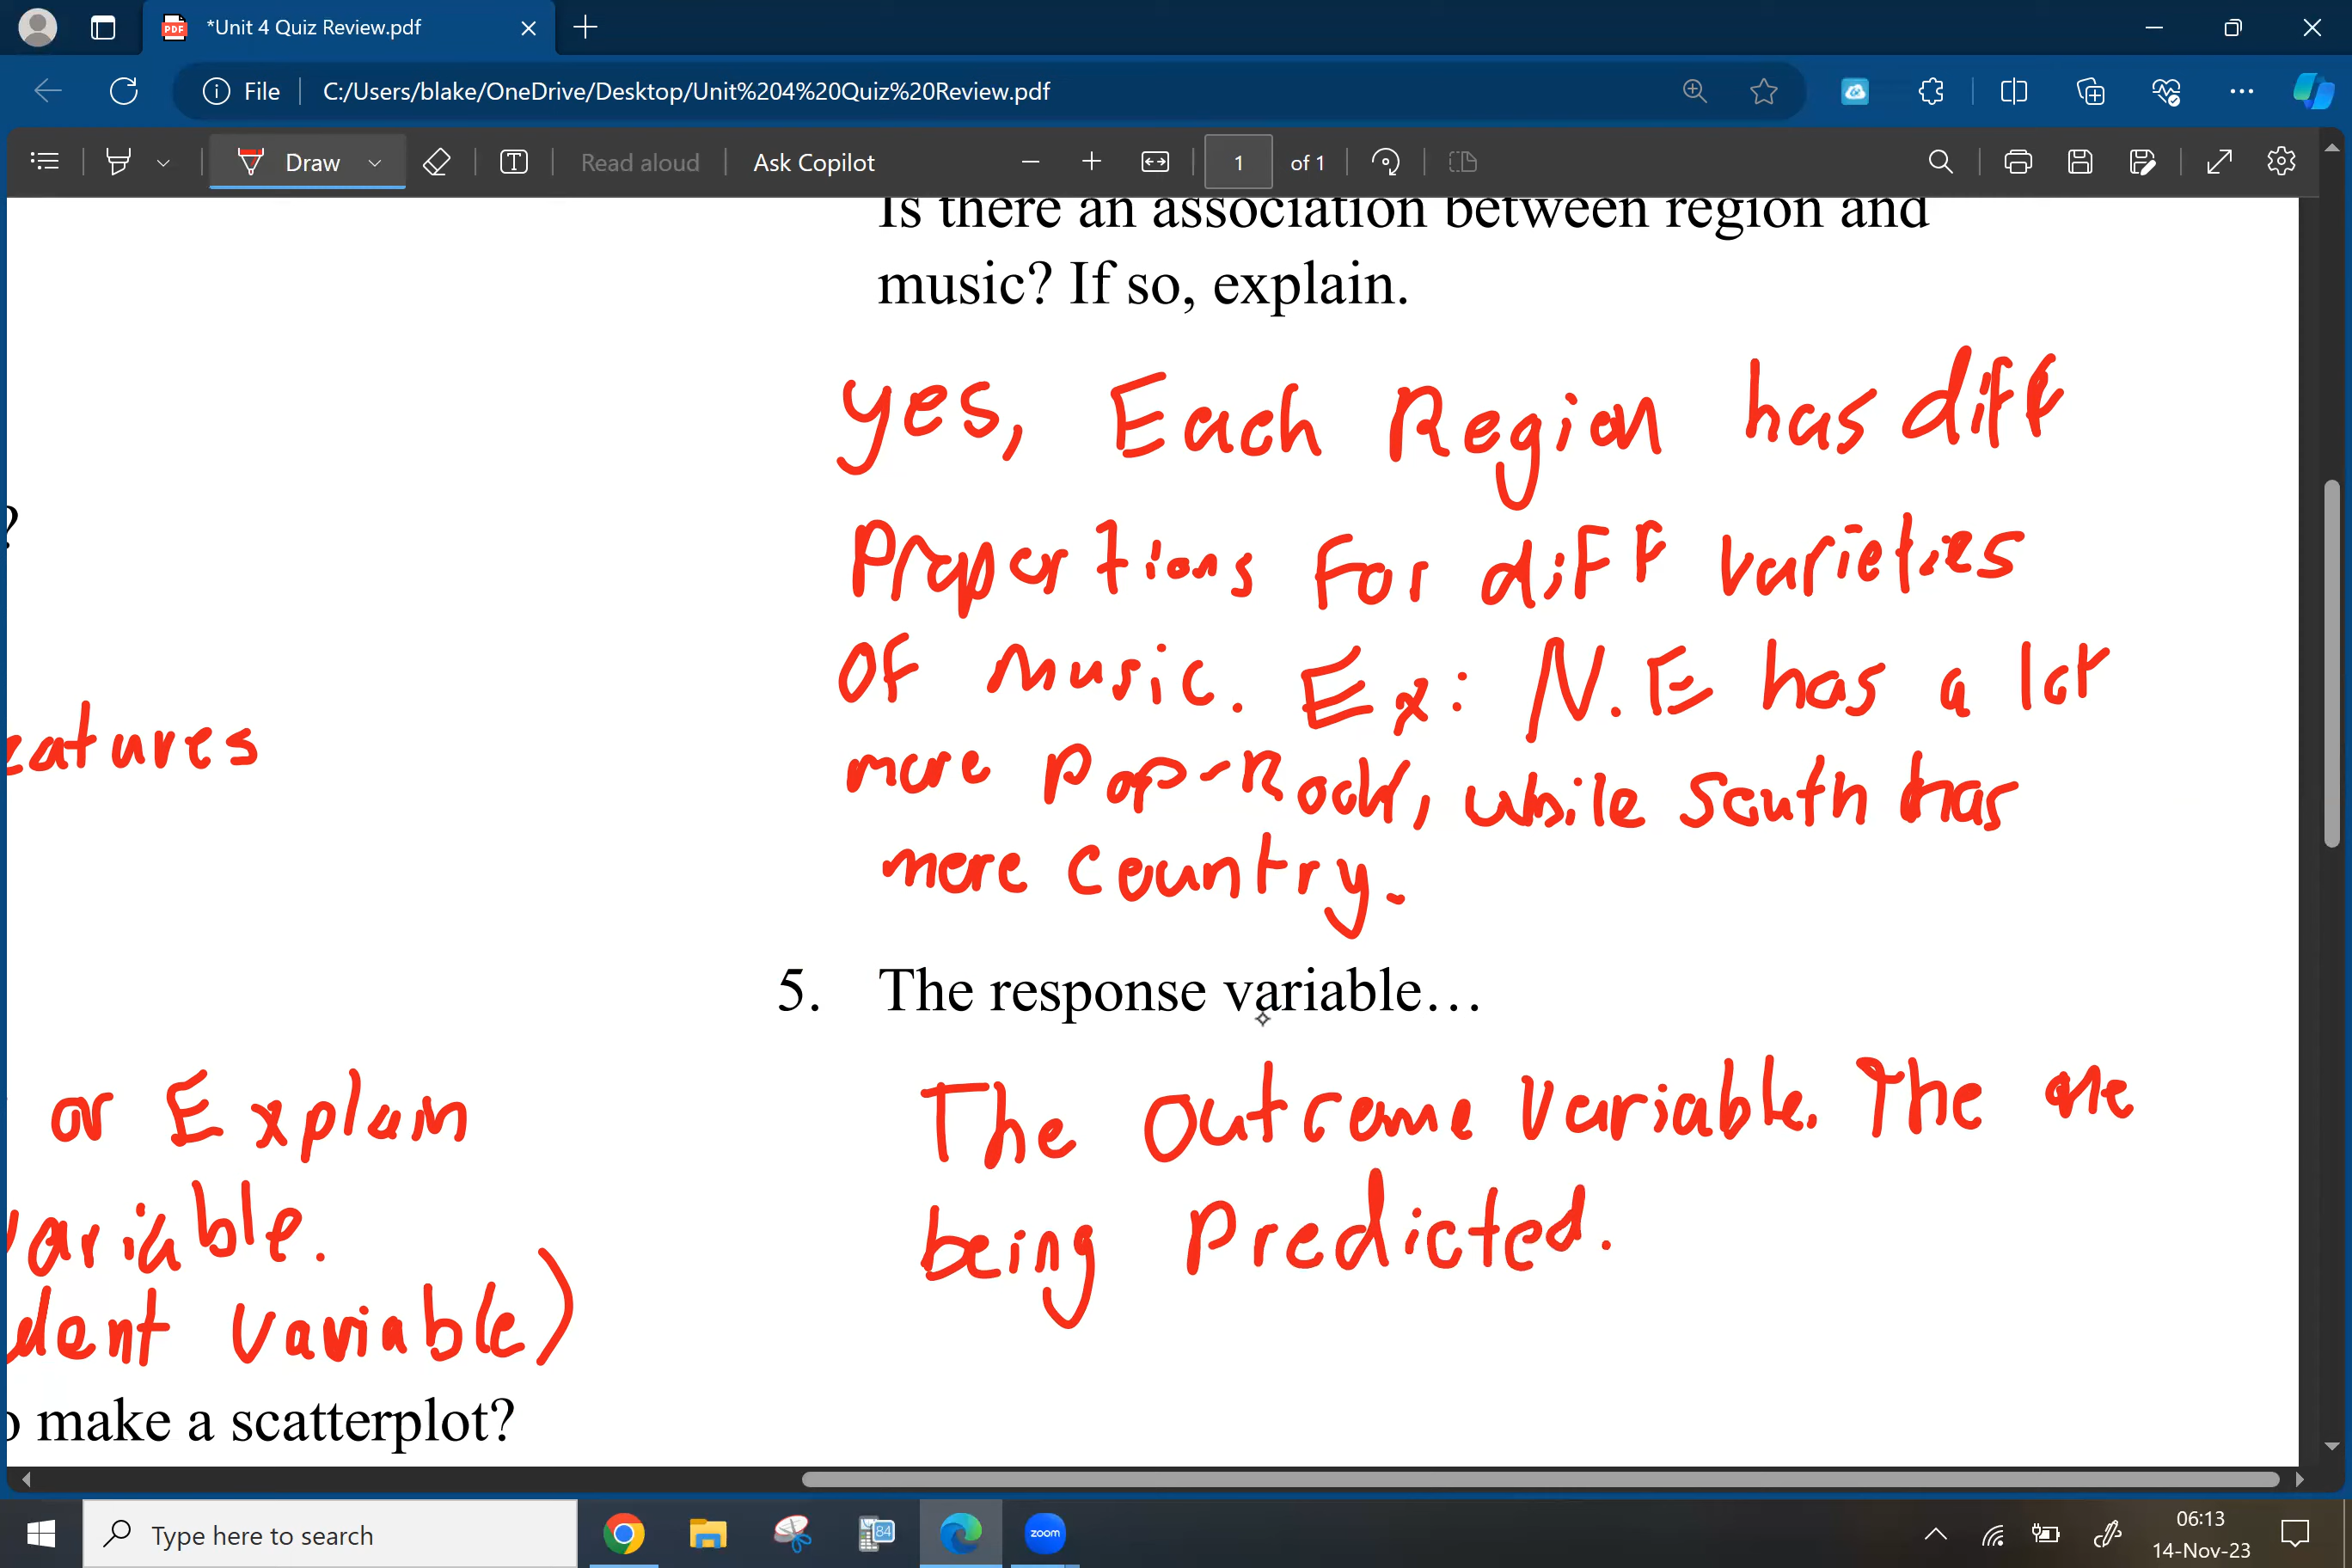 *Unit 4 Quiz Review.pdf
File C:/Users/blake/OneDrive/Desktop/Unit%204%20Quiz%20Review.pdf
Draw Read aloud Ask Copilot 1 of 1
Is there an association between region and
music? If so, explain.
yes, Each Region has diff
Proportions For diff varieties
OF music. Ex: N.E has a lot
more Pop-Rock, while South has
more Country.
?
eatures
5. The response variable…
The Outcome Variable. The one
being Predicted.
or Explain
variable.
dent variable)
o make a scatterplot?
Type here to search
84
zoom
06:13
14-Nov-23